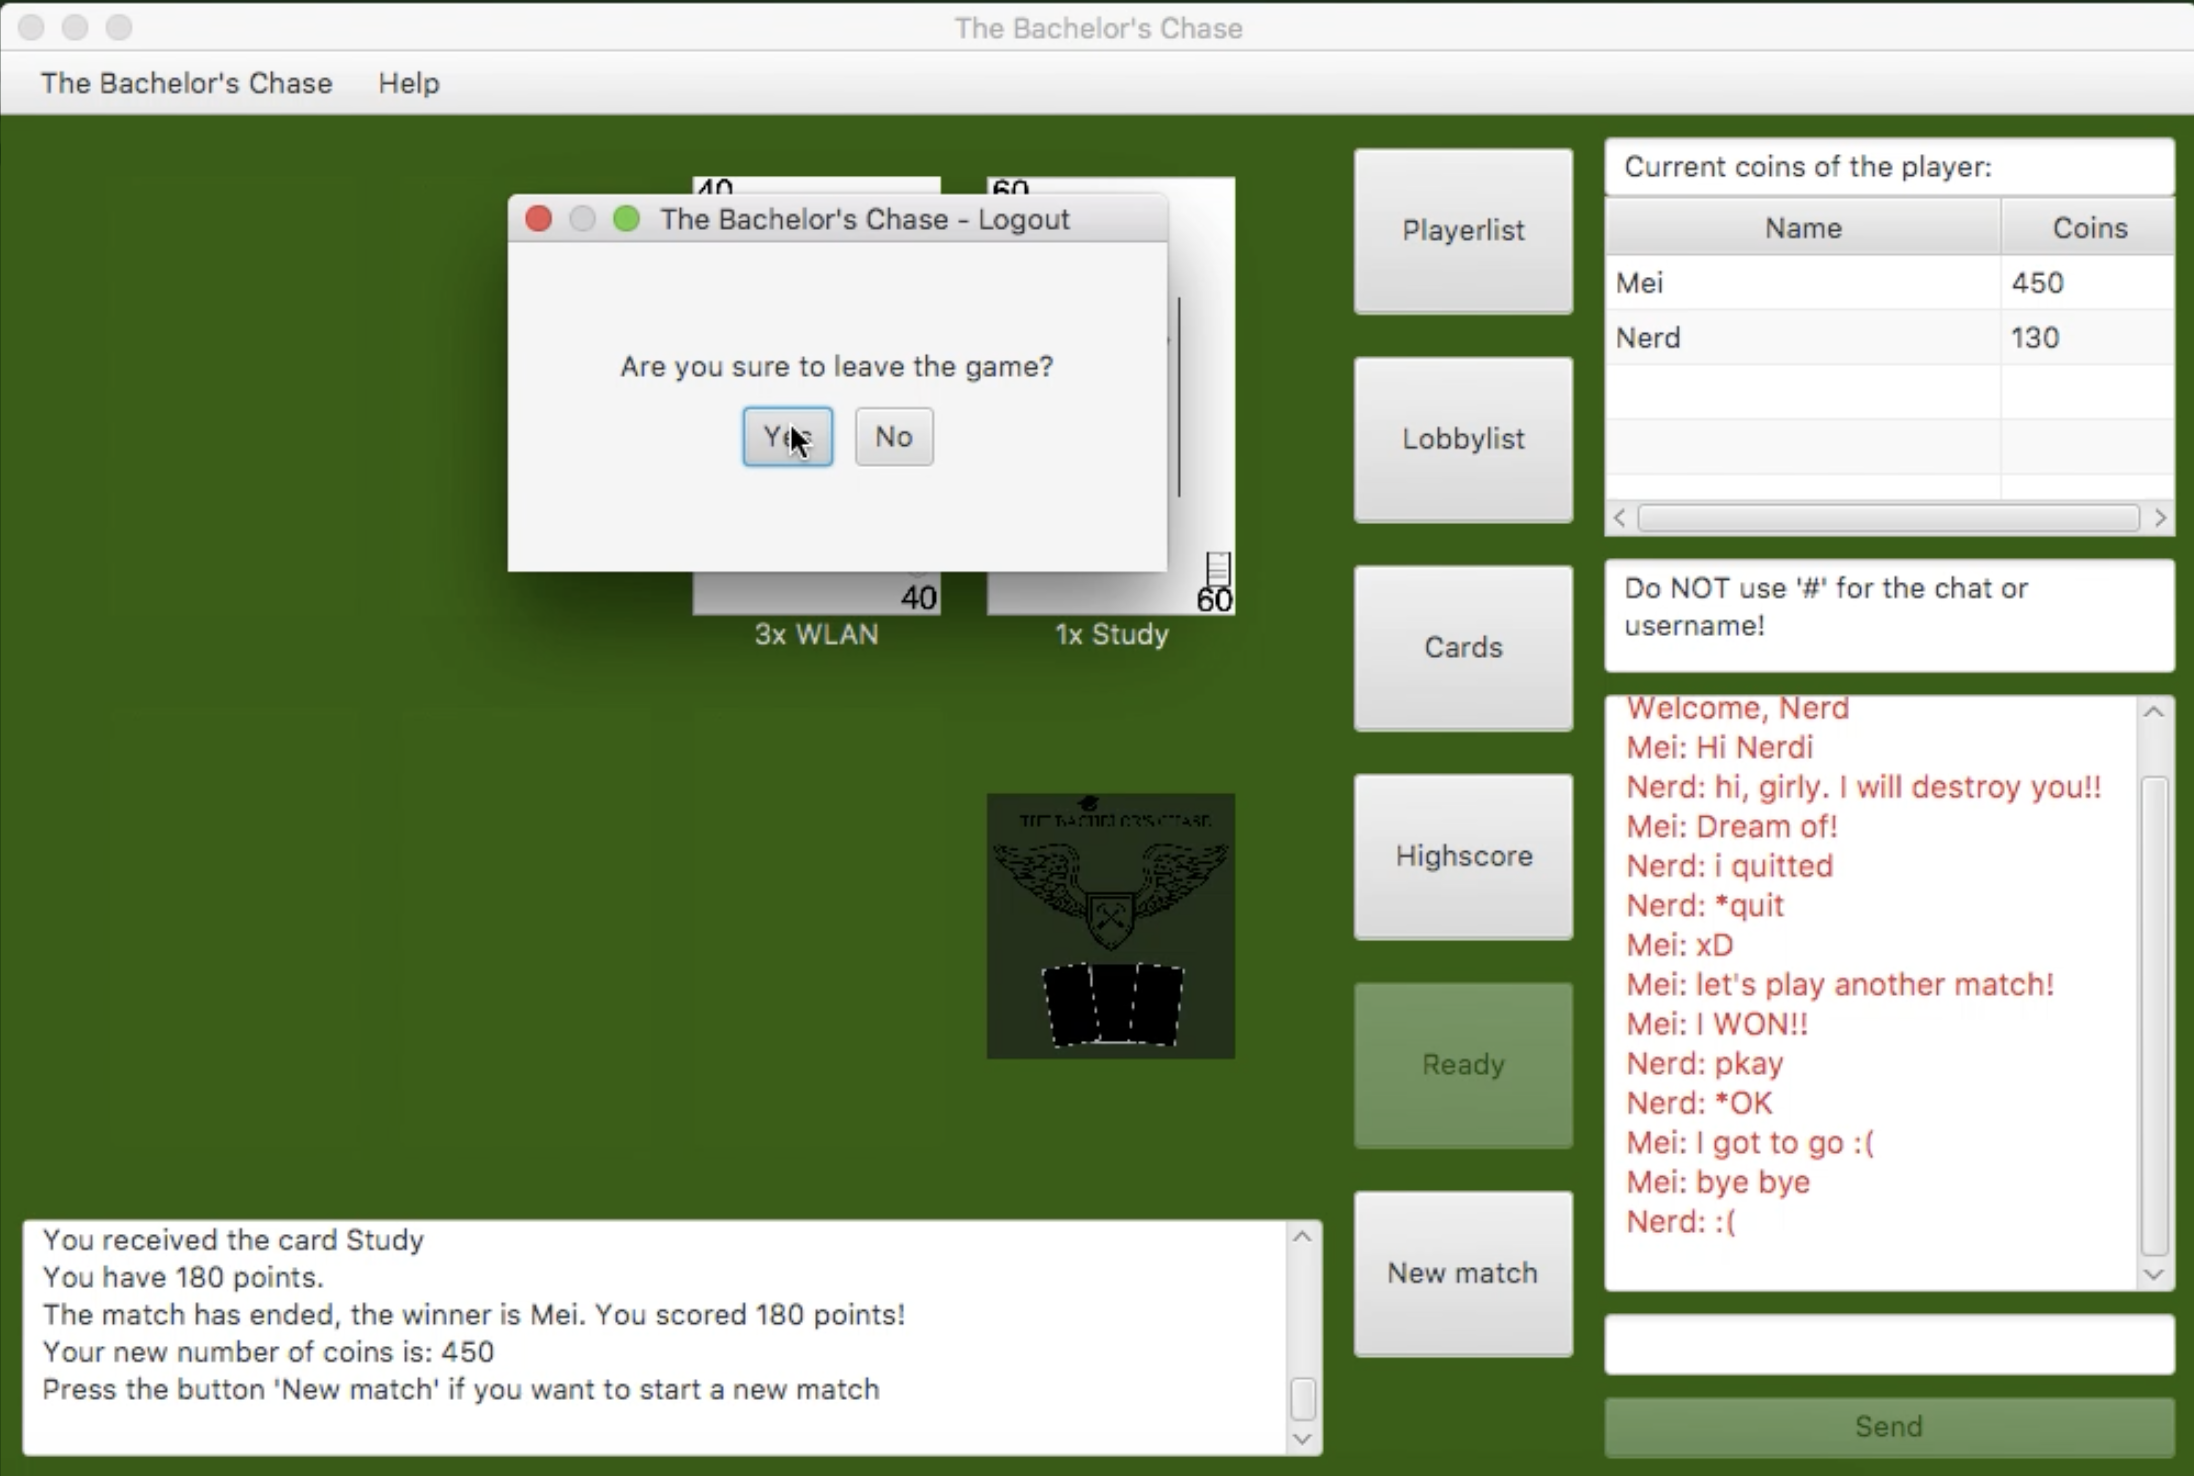 The Bachelor's Chase
The Bachelor's Chase Help
40
60
The Bachelor's Chase - Logout
Are you sure to leave the game?
Yes No
40
60
3x WLAN
1x Study
THE BACHELOR'S CHASE
Playerlist
Lobbylist
Cards
Highscore
Ready
New match
Current coins of the player:
Name Coins
Mei 450
Nerd 130
Do NOT use '#' for the chat or
username!
Welcome, Nerd
Mei: Hi Nerdi
Nerd: hi, girly. I will destroy you!!
Mei: Dream of!
Nerd: i quitted
Nerd: *quit
Mei: xD
Mei: let's play another match!
Mei: I WON!!
Nerd: pkay
Nerd: *OK
Mei: I got to go :(
Mei: bye bye
Nerd: :(
Send
You received the card Study
You have 180 points.
The match has ended, the winner is Mei. You scored 180 points!
Your new number of coins is: 450
Press the button 'New match' if you want to start a new match